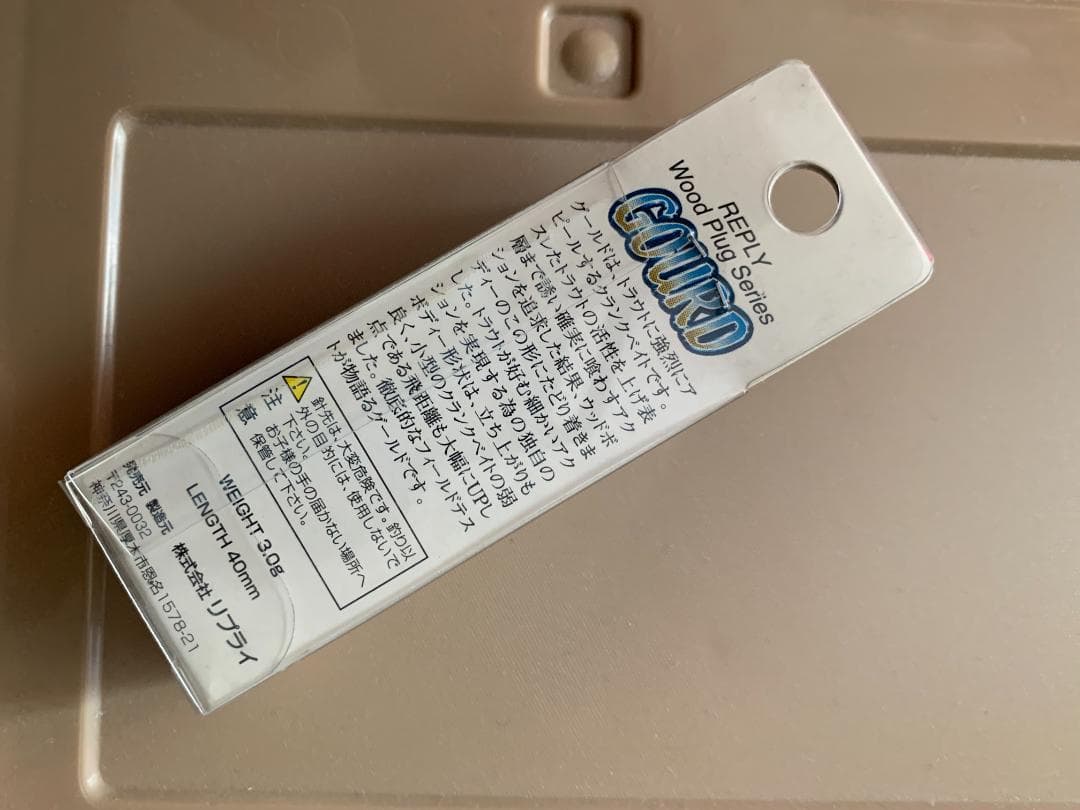 REPLY
Wood Plug Series
GOURD
ゲールドは、トラウトに強烈にア
ピールするクランクベイトです。
スレたトラウトの活性を上げ表
層まで誘い確実に喰わすアク
ションを追求した結果、ウッドボ
ディーのこの形にたどり着きま
した。トラウトが好む細かいアク
ションを実現する為の独自の
ボディー形状は、立ち上がりも
良く、小型のクランクベイトの弱
点である飛距離も大幅にUPし
ました。徹底的なフィールドテス
トが物語るゲールドです。
注意
針先は、大変危険です。釣り以
外の目的には、使用しないで
下さい。
お子様の手の届かない場所へ
保管して下さい。
WEIGHT 3.0g
LENGTH 40mm
発売元 製造元 株式会社 リプライ
〒243-0032
神奈川県厚木市恩名1578-21